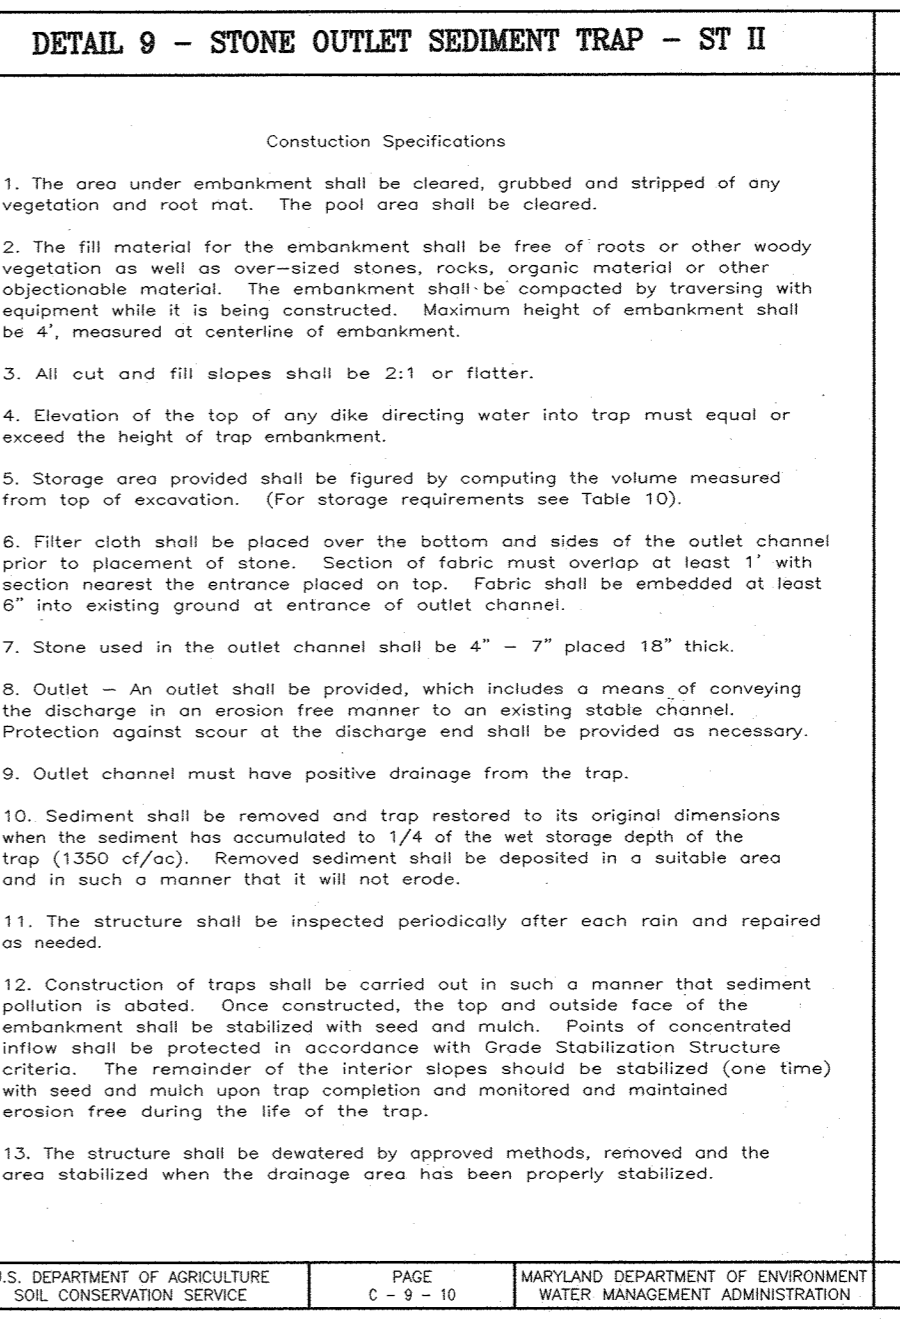 DETAIL 9 – STONE OUTLET SEDIMENT TRAP – ST II
Constuction Specifications
1. The area under embankment shall be cleared, grubbed and stripped of any
vegetation and root mat. The pool area shall be cleared.
2. The fill material for the embankment shall be free of roots or other woody
vegetation as well as over–sized stones, rocks, organic material or other
objectionable material. The embankment shall be compacted by traversing with
equipment while it is being constructed. Maximum height of embankment shall
be 4', measured at centerline of embankment.
3. All cut and fill slopes shall be 2:1 or flatter.
4. Elevation of the top of any dike directing water into trap must equal or
exceed the height of trap embankment.
5. Storage area provided shall be figured by computing the volume measured
from top of excavation. (For storage requirements see Table 10).
6. Filter cloth shall be placed over the bottom and sides of the outlet channel
prior to placement of stone. Section of fabric must overlap at least 1' with
section nearest the entrance placed on top. Fabric shall be embedded at least
6" into existing ground at entrance of outlet channel.
7. Stone used in the outlet channel shall be 4" – 7" placed 18" thick.
8. Outlet – An outlet shall be provided, which includes a means of conveying
the discharge in an erosion free manner to an existing stable channel.
Protection against scour at the discharge end shall be provided as necessary.
9. Outlet channel must have positive drainage from the trap.
10. Sediment shall be removed and trap restored to its original dimensions
when the sediment has accumulated to 1/4 of the wet storage depth of the
trap (1350 cf/ac). Removed sediment shall be deposited in a suitable area
and in such a manner that it will not erode.
11. The structure shall be inspected periodically after each rain and repaired
as needed.
12. Construction of traps shall be carried out in such a manner that sediment
pollution is abated. Once constructed, the top and outside face of the
embankment shall be stabilized with seed and mulch. Points of concentrated
inflow shall be protected in accordance with Grade Stabilization Structure
criteria. The remainder of the interior slopes should be stabilized (one time)
with seed and mulch upon trap completion and monitored and maintained
erosion free during the life of the trap.
13. The structure shall be dewatered by approved methods, removed and the
area stabilized when the drainage area has been properly stabilized.
.S. DEPARTMENT OF AGRICULTURE
SOIL CONSERVATION SERVICE
PAGE
C – 9 – 10
MARYLAND DEPARTMENT OF ENVIRONMENT
WATER MANAGEMENT ADMINISTRATION